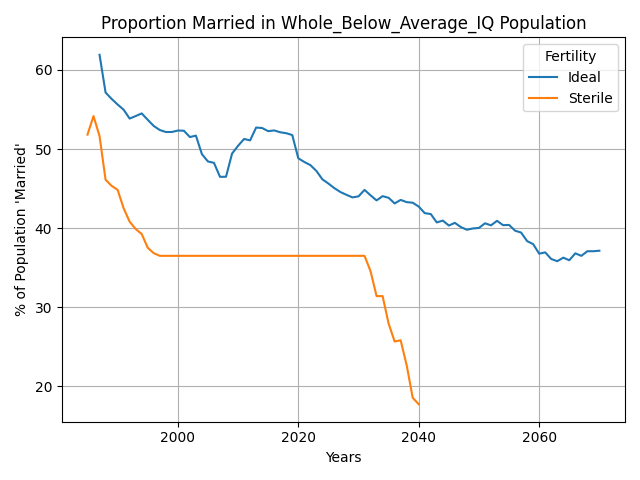 Proportion Married in Whole_Below_Average_IQ Population
% of Population 'Married'
60
50
40
30
20
Fertility
Ideal
Sterile
2000
2020
2040
2060
Years